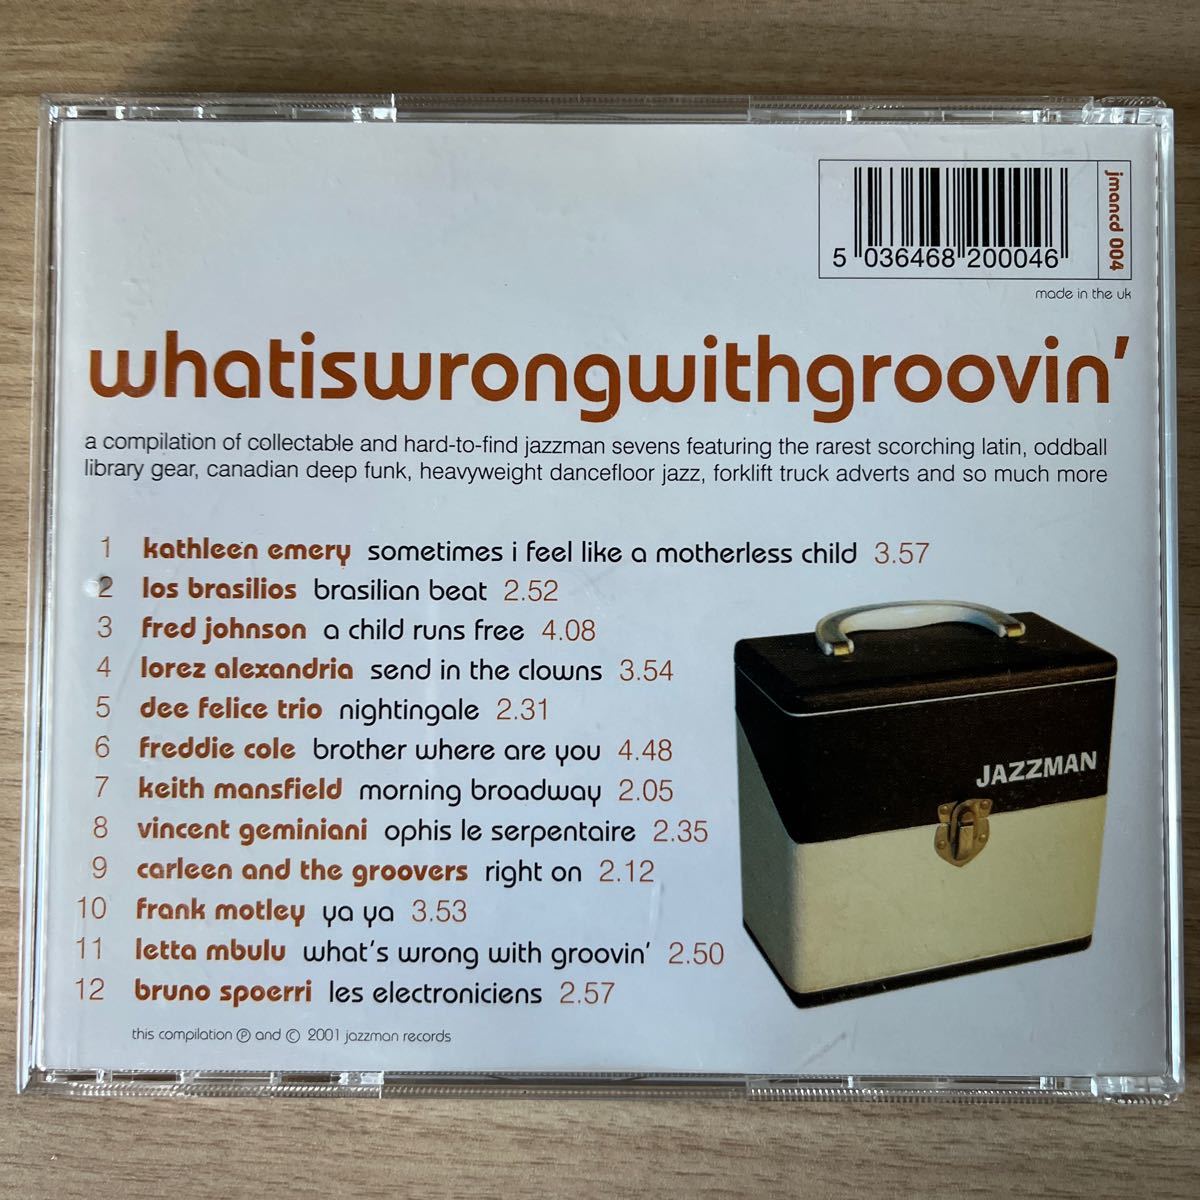 5 036468 200046
jmancd 004
made in the uk
whatiswrongwithgroovin'
a compilation of collectable and hard-to-find jazzman sevens featuring the rarest scorching latin, oddball
library gear, canadian deep funk, heavyweight dancefloor jazz, forklift truck adverts and so much more
1 kathleen emery sometimes i feel like a motherless child 3.57
2 los brasilios brasilian beat 2.52
3 fred johnson a child runs free 4.08
4 lorez alexandria send in the clowns 3.54
5 dee felice trio nightingale 2.31
6 freddie cole brother where are you 4.48
7 keith mansfield morning broadway 2.05
8 vincent geminiani ophis le serpentaire 2.35
9 carleen and the groovers right on 2.12
10 frank motley ya ya 3.53
11 letta mbulu what's wrong with groovin' 2.50
12 bruno spoerri les electroniciens 2.57
JAZZMAN
this compilation ℗ and © 2001 jazzman records